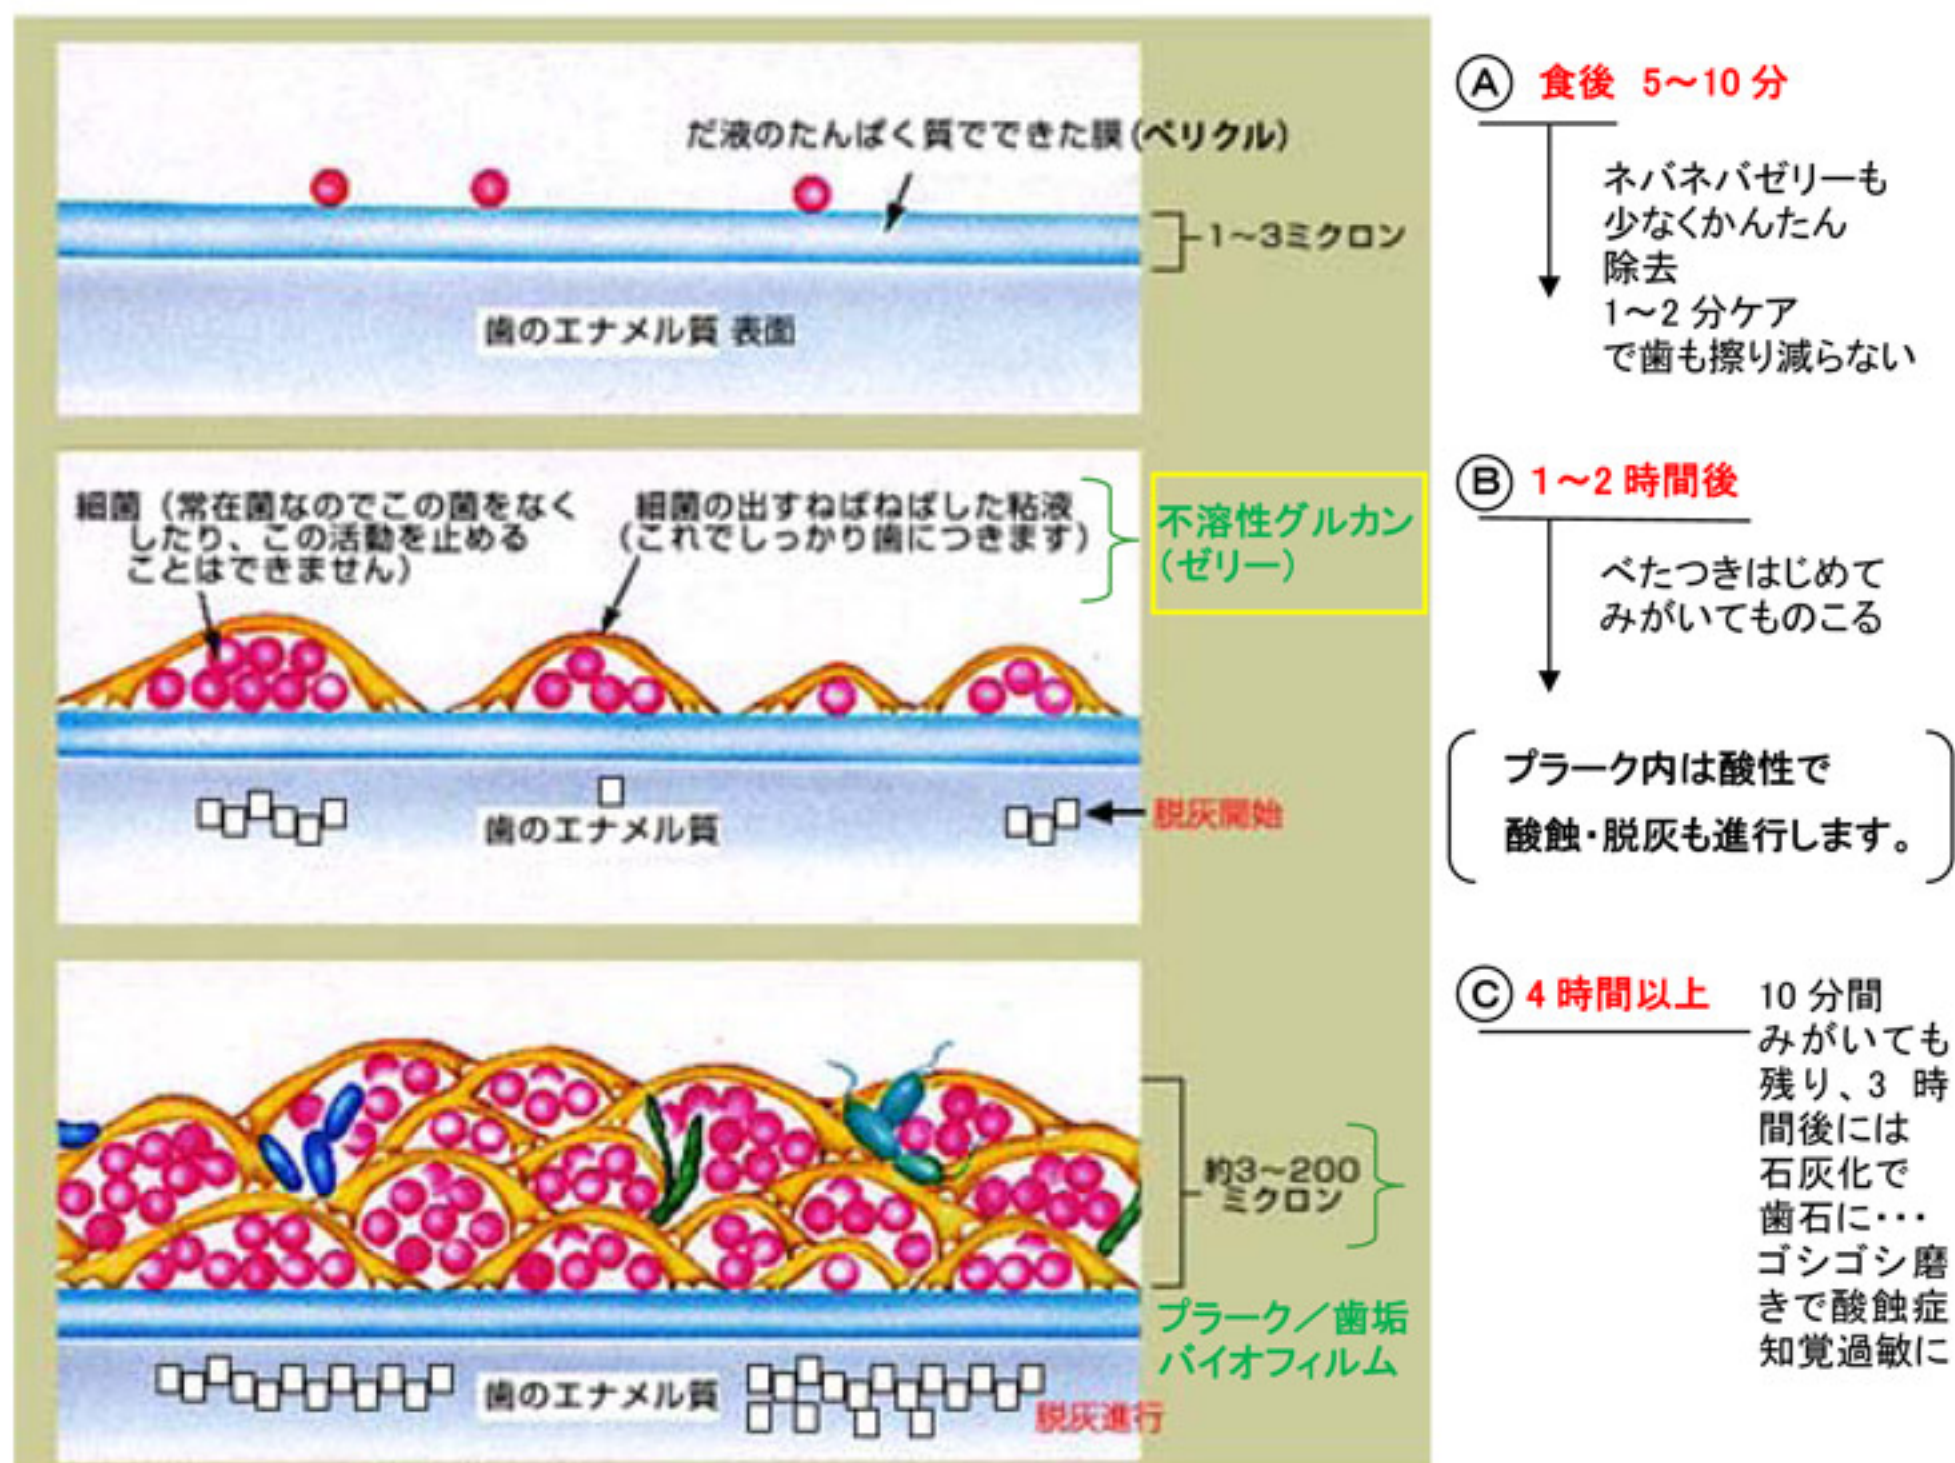 だ液のたんぱく質でできた膜(ペリクル)
1～3ミクロン
歯のエナメル質 表面
Ⓐ 食後 5～10 分
ネバネバゼリーも
少なくかんたん
除去
1～2 分ケア
で歯も擦り減らない
細菌（常在菌なのでこの菌をなく
したり、この活動を止める
ことはできません）
細菌の出すねばねばした粘液
（これでしっかり歯につきます）
不溶性グルカン
（ゼリー）
歯のエナメル質
脱灰開始
Ⓑ 1～2 時間後
べたつきはじめて
みがいてものこる
プラーク内は酸性で
酸蝕・脱灰も進行します。
約3～200
ミクロン
プラーク／歯垢
バイオフィルム
歯のエナメル質
脱灰進行
Ⓒ 4 時間以上
10 分間
みがいても
残り、3 時
間後には
石灰化で
歯石に・・・
ゴシゴシ磨
きで酸蝕症
知覚過敏に